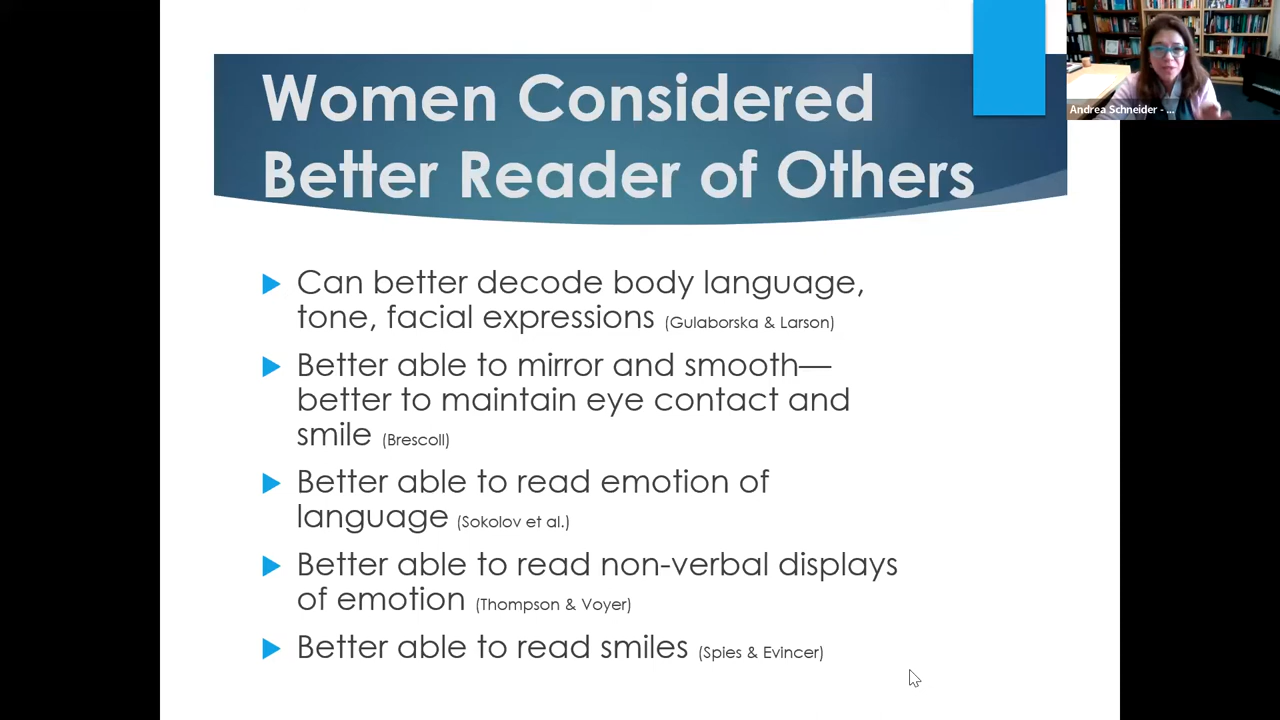 Women Considered
Better Reader of Others
Andrea Schneider - ...
Can better decode body language,
tone, facial expressions (Gulaborska & Larson)
Better able to mirror and smooth—
better to maintain eye contact and
smile (Brescoll)
Better able to read emotion of
language (Sokolov et al.)
Better able to read non-verbal displays
of emotion (Thompson & Voyer)
Better able to read smiles (Spies & Evincer)